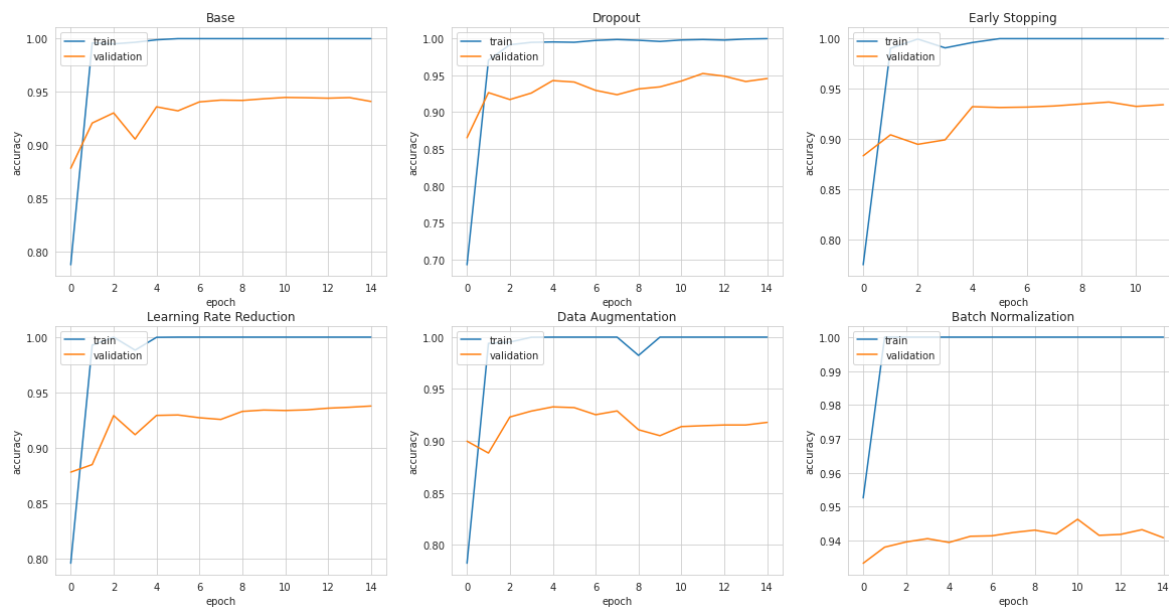 Base
1.00
0.95
0.90
0.85
0.80
accuracy
train
validation
0 2 4 6 8 10 12 14
epoch
Dropout
1.00
0.95
0.90
0.85
0.80
0.75
0.70
accuracy
train
validation
0 2 4 6 8 10 12 14
epoch
Early Stopping
1.00
0.95
0.90
0.85
0.80
accuracy
train
validation
0 2 4 6 8 10
epoch
Learning Rate Reduction
1.00
0.95
0.90
0.85
0.80
accuracy
train
validation
0 2 4 6 8 10 12 14
epoch
Data Augmentation
1.00
0.95
0.90
0.85
0.80
accuracy
train
validation
0 2 4 6 8 10 12 14
epoch
Batch Normalization
1.00
0.99
0.98
0.97
0.96
0.95
0.94
accuracy
train
validation
0 2 4 6 8 10 12 14
epoch